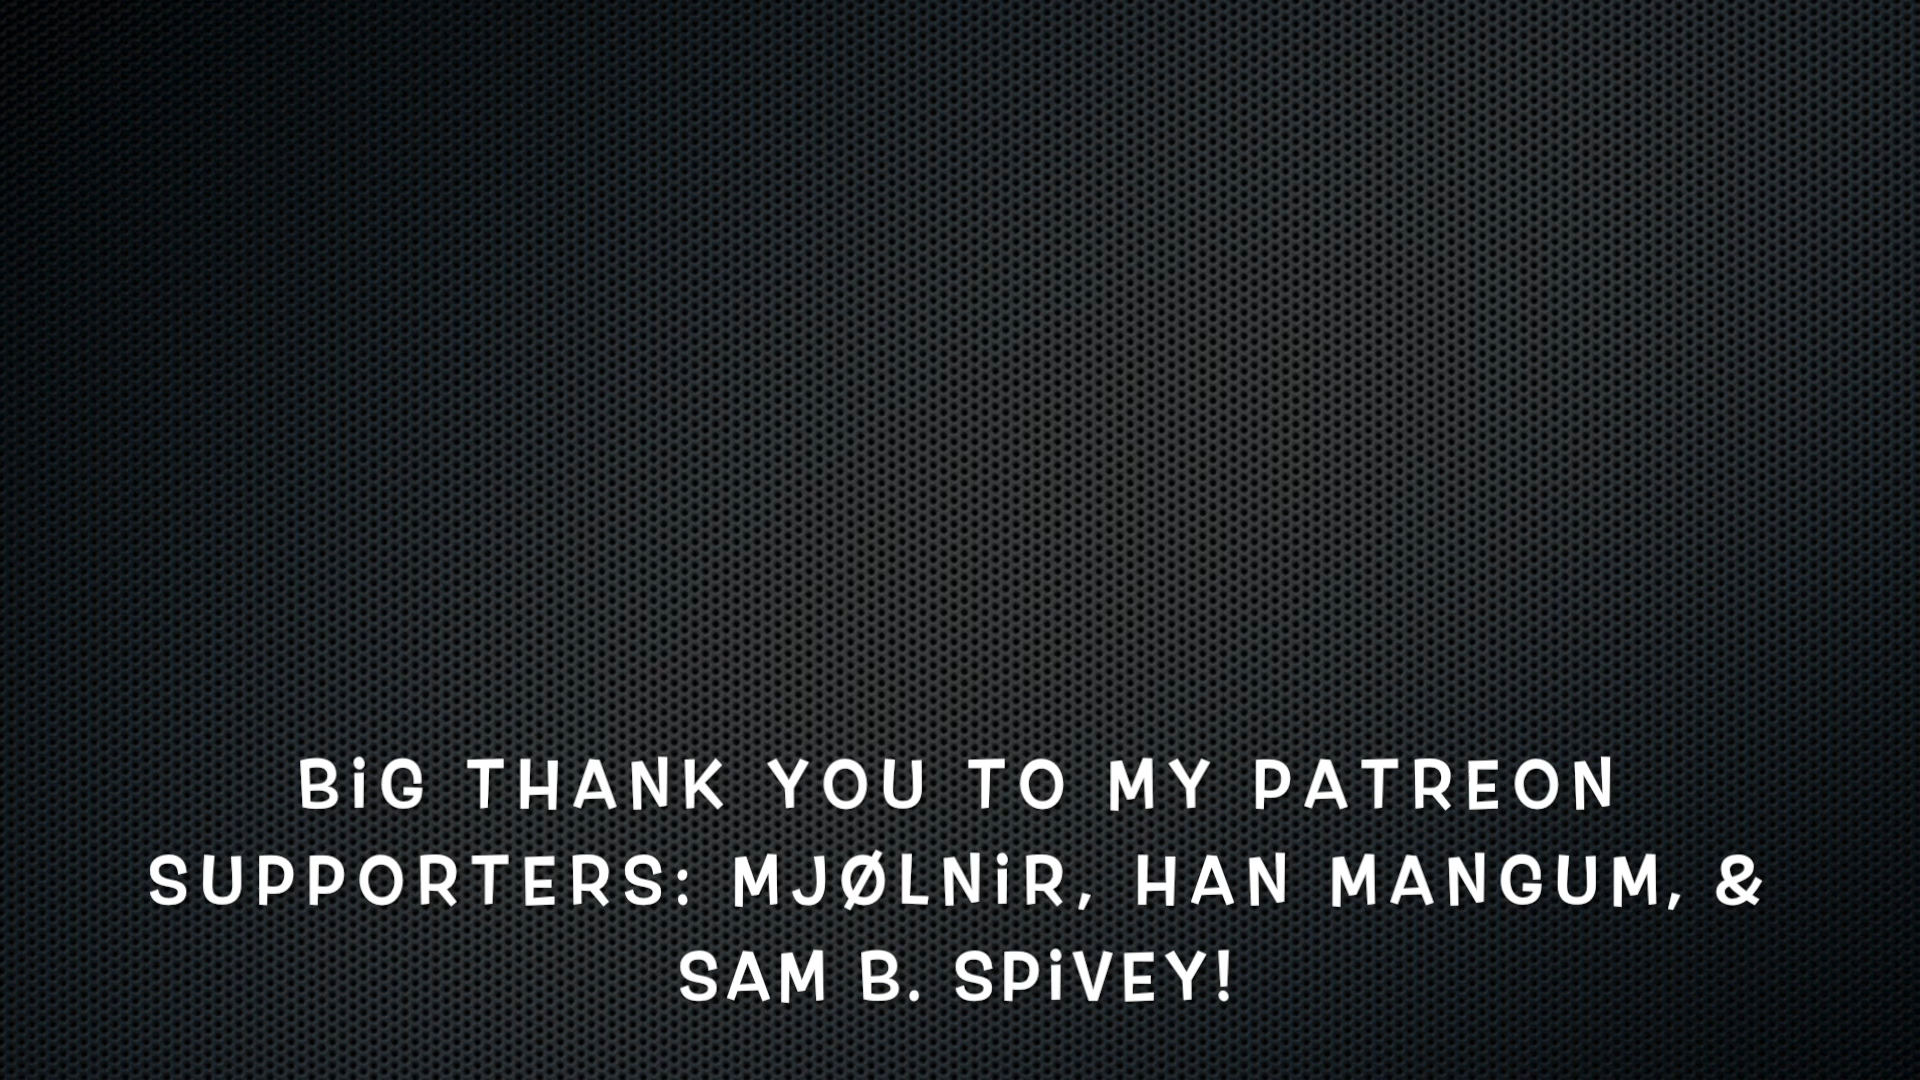 BiG THANK YOU TO MY PATREON
SUPPORTERS: MJØLNiR, HAN MANGUM, &
SAM B. SPiVEY!